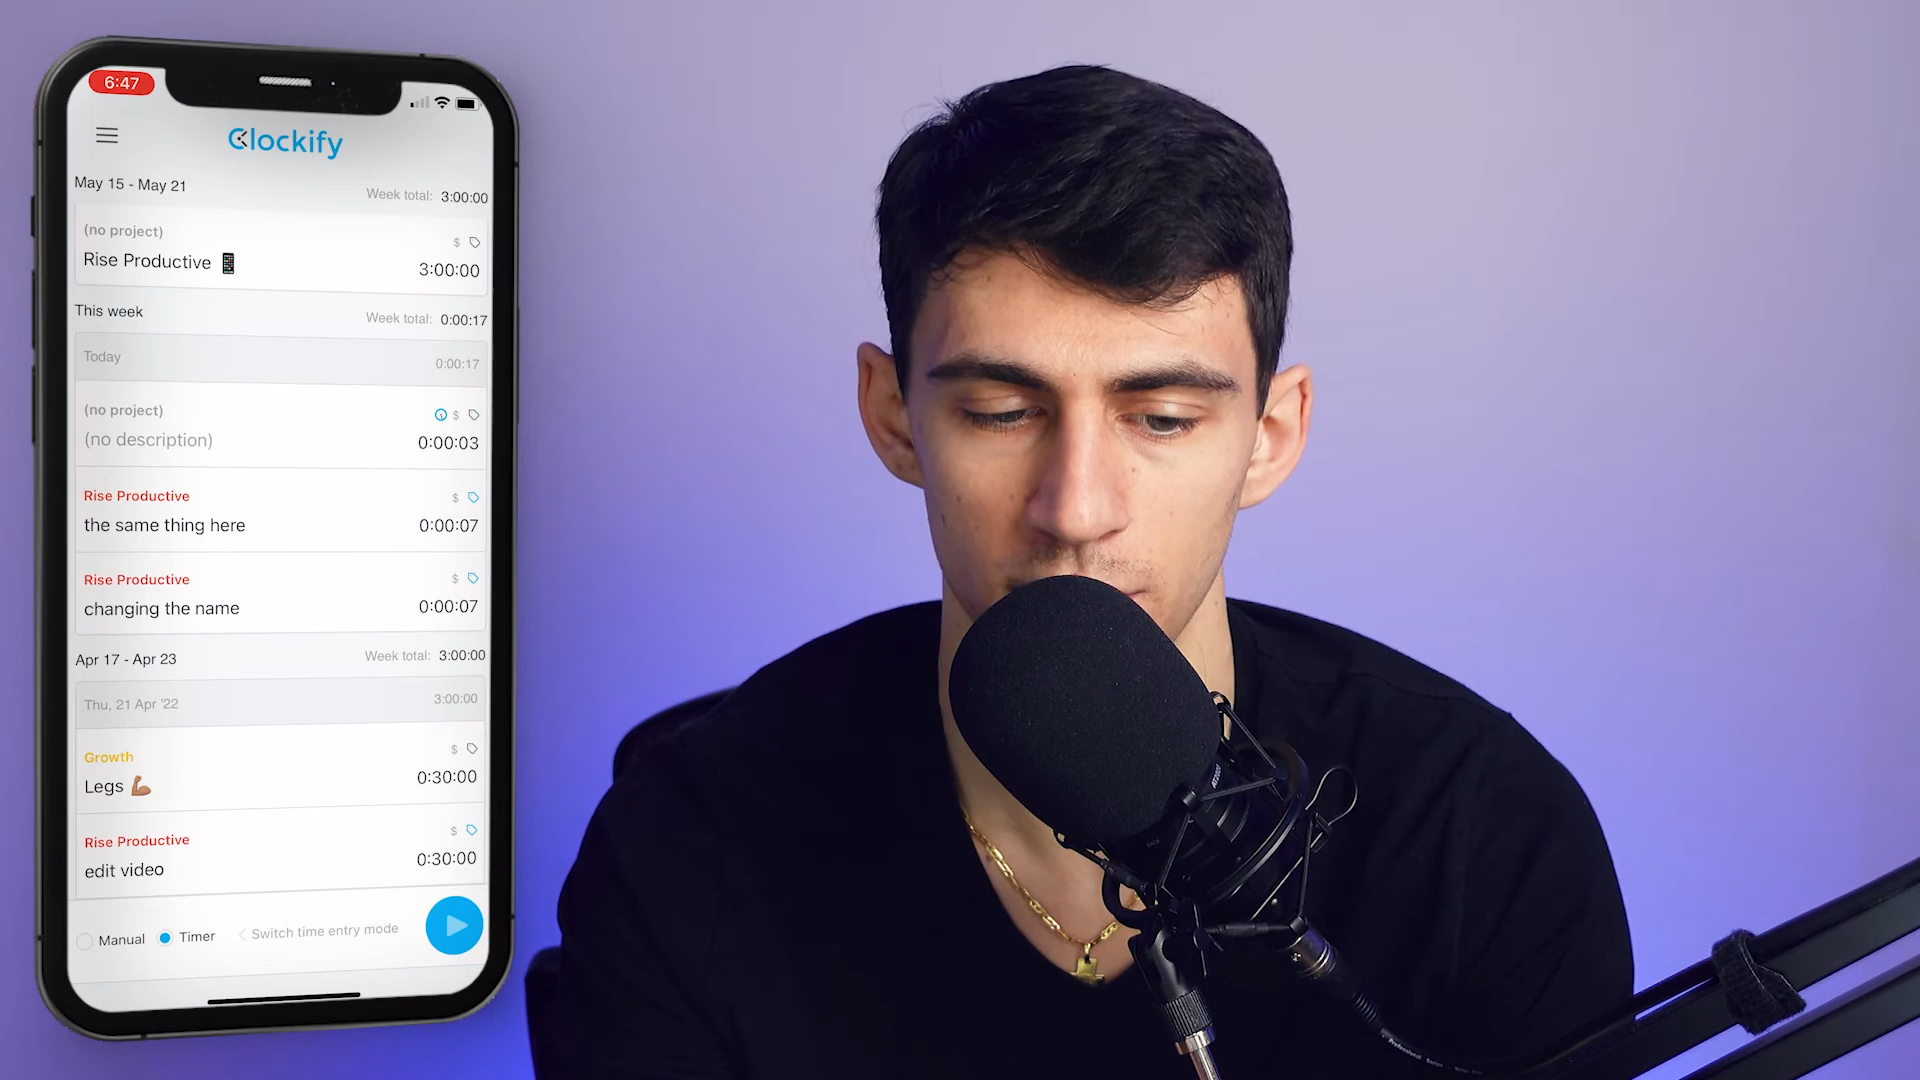 6:47
Clockify
May 15 - May 21
Week total: 3:00:00
(no project)
$
Rise Productive 📱
3:00:00
This week
Week total: 0:00:17
Today
0:00:17
(no project)
$
(no description)
0:00:03
Rise Productive
$
the same thing here
0:00:07
Rise Productive
$
changing the name
0:00:07
Apr 17 - Apr 23
Week total: 3:00:00
Thu, 21 Apr '22
3:00:00
Growth
$
Legs 💪🏽
0:30:00
Rise Productive
$
edit video
0:30:00
Manual
Timer
Switch time entry mode
Professional Series